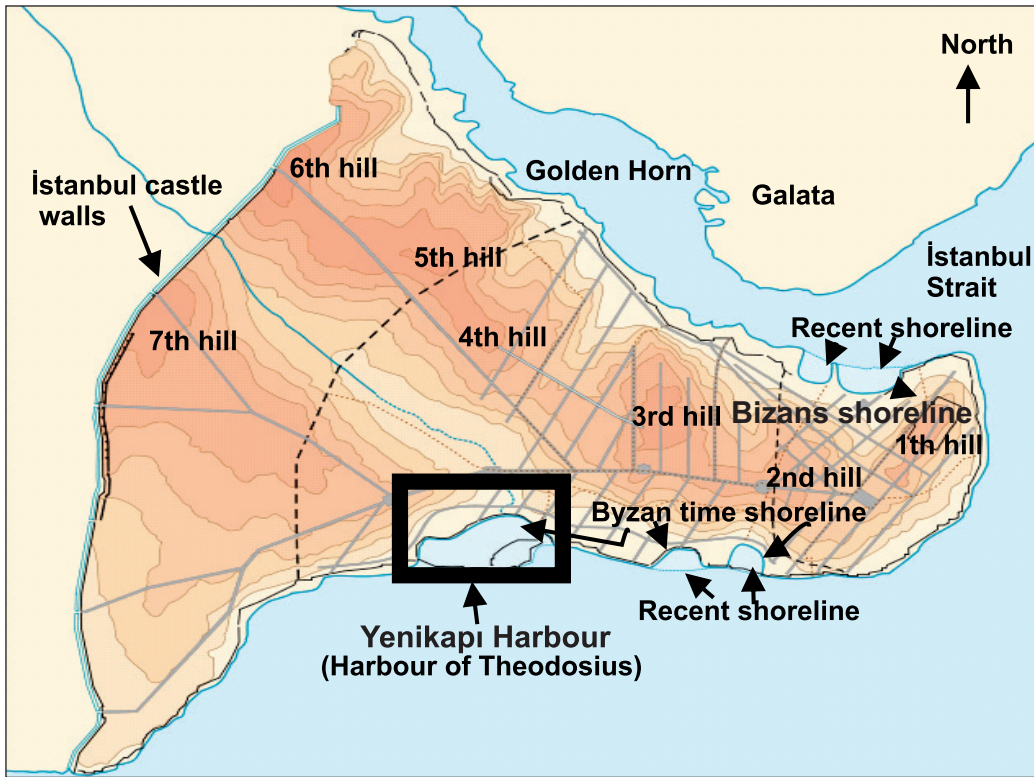 North
Golden Horn
6th hill
İstanbul castle
walls
Galata
5th hill
İstanbul
Strait
4th hill
7th hill
Recent shoreline
3rd hill
Bizans shoreline
1th hill
2nd hill
Byzan time shoreline
Recent shoreline
Yenikapı Harbour
(Harbour of Theodosius)